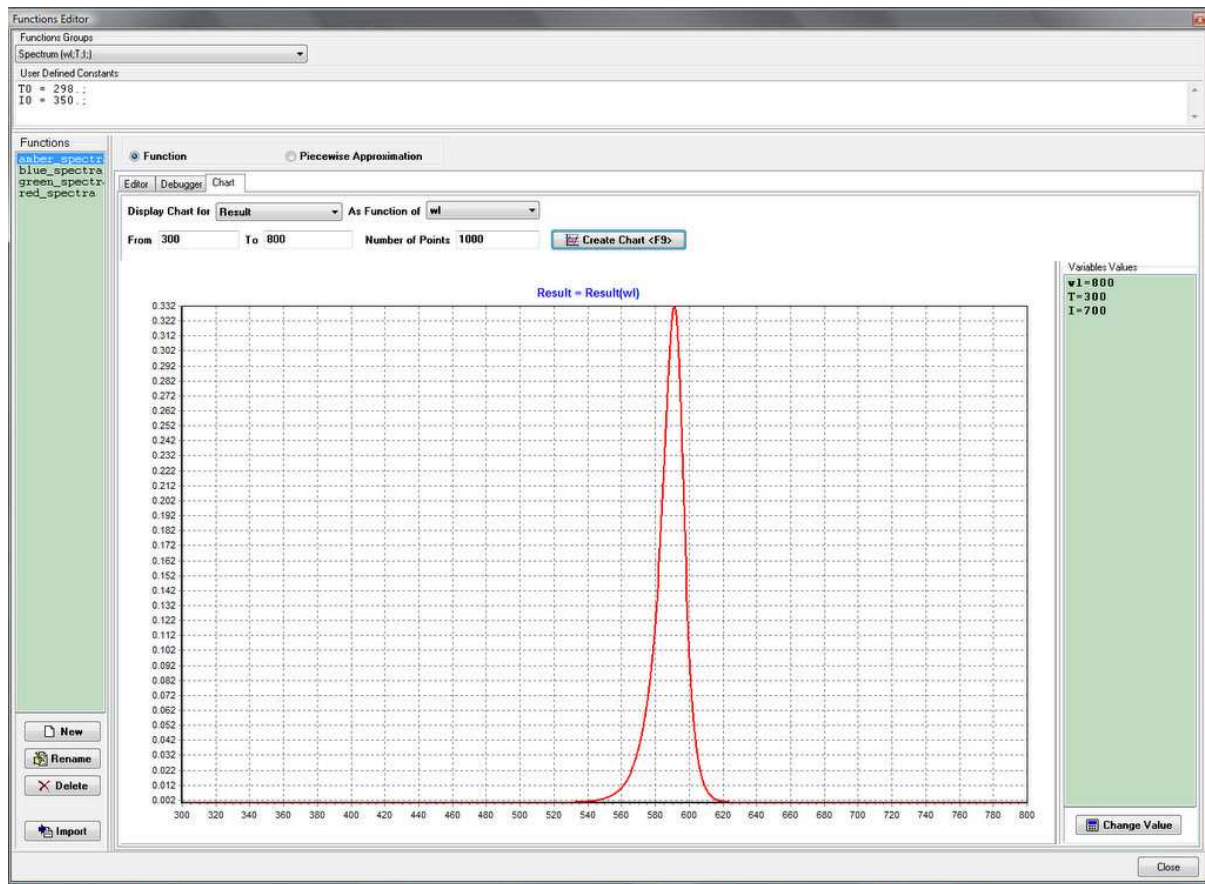 Functions Editor
Functions Groups
Spectrum (wl;T;I;)
User Defined Constants
T0 = 298.;
I0 = 350.;
Functions
amber_spectr
blue_spectra
green_spectr
red_spectra
Function Piecewise Approximation
Editor Debugger Chart
Display Chart for Result As Function of wl
From 300 To 800 Number of Points 1000 Create Chart <F9>
Variables Values
wl=800
T=300
I=700
Result = Result(wl)
0.332
0.322
0.312
0.302
0.292
0.282
0.272
0.262
0.252
0.242
0.232
0.222
0.212
0.202
0.192
0.182
0.172
0.162
0.152
0.142
0.132
0.122
0.112
0.102
0.092
0.082
0.072
0.062
0.052
0.042
0.032
0.022
0.012
0.002
300 320 340 360 380 400 420 440 460 480 500 520 540 560 580 600 620 640 660 680 700 720 740 760 780 800
New
Rename
Delete
Import
Change Value
Close